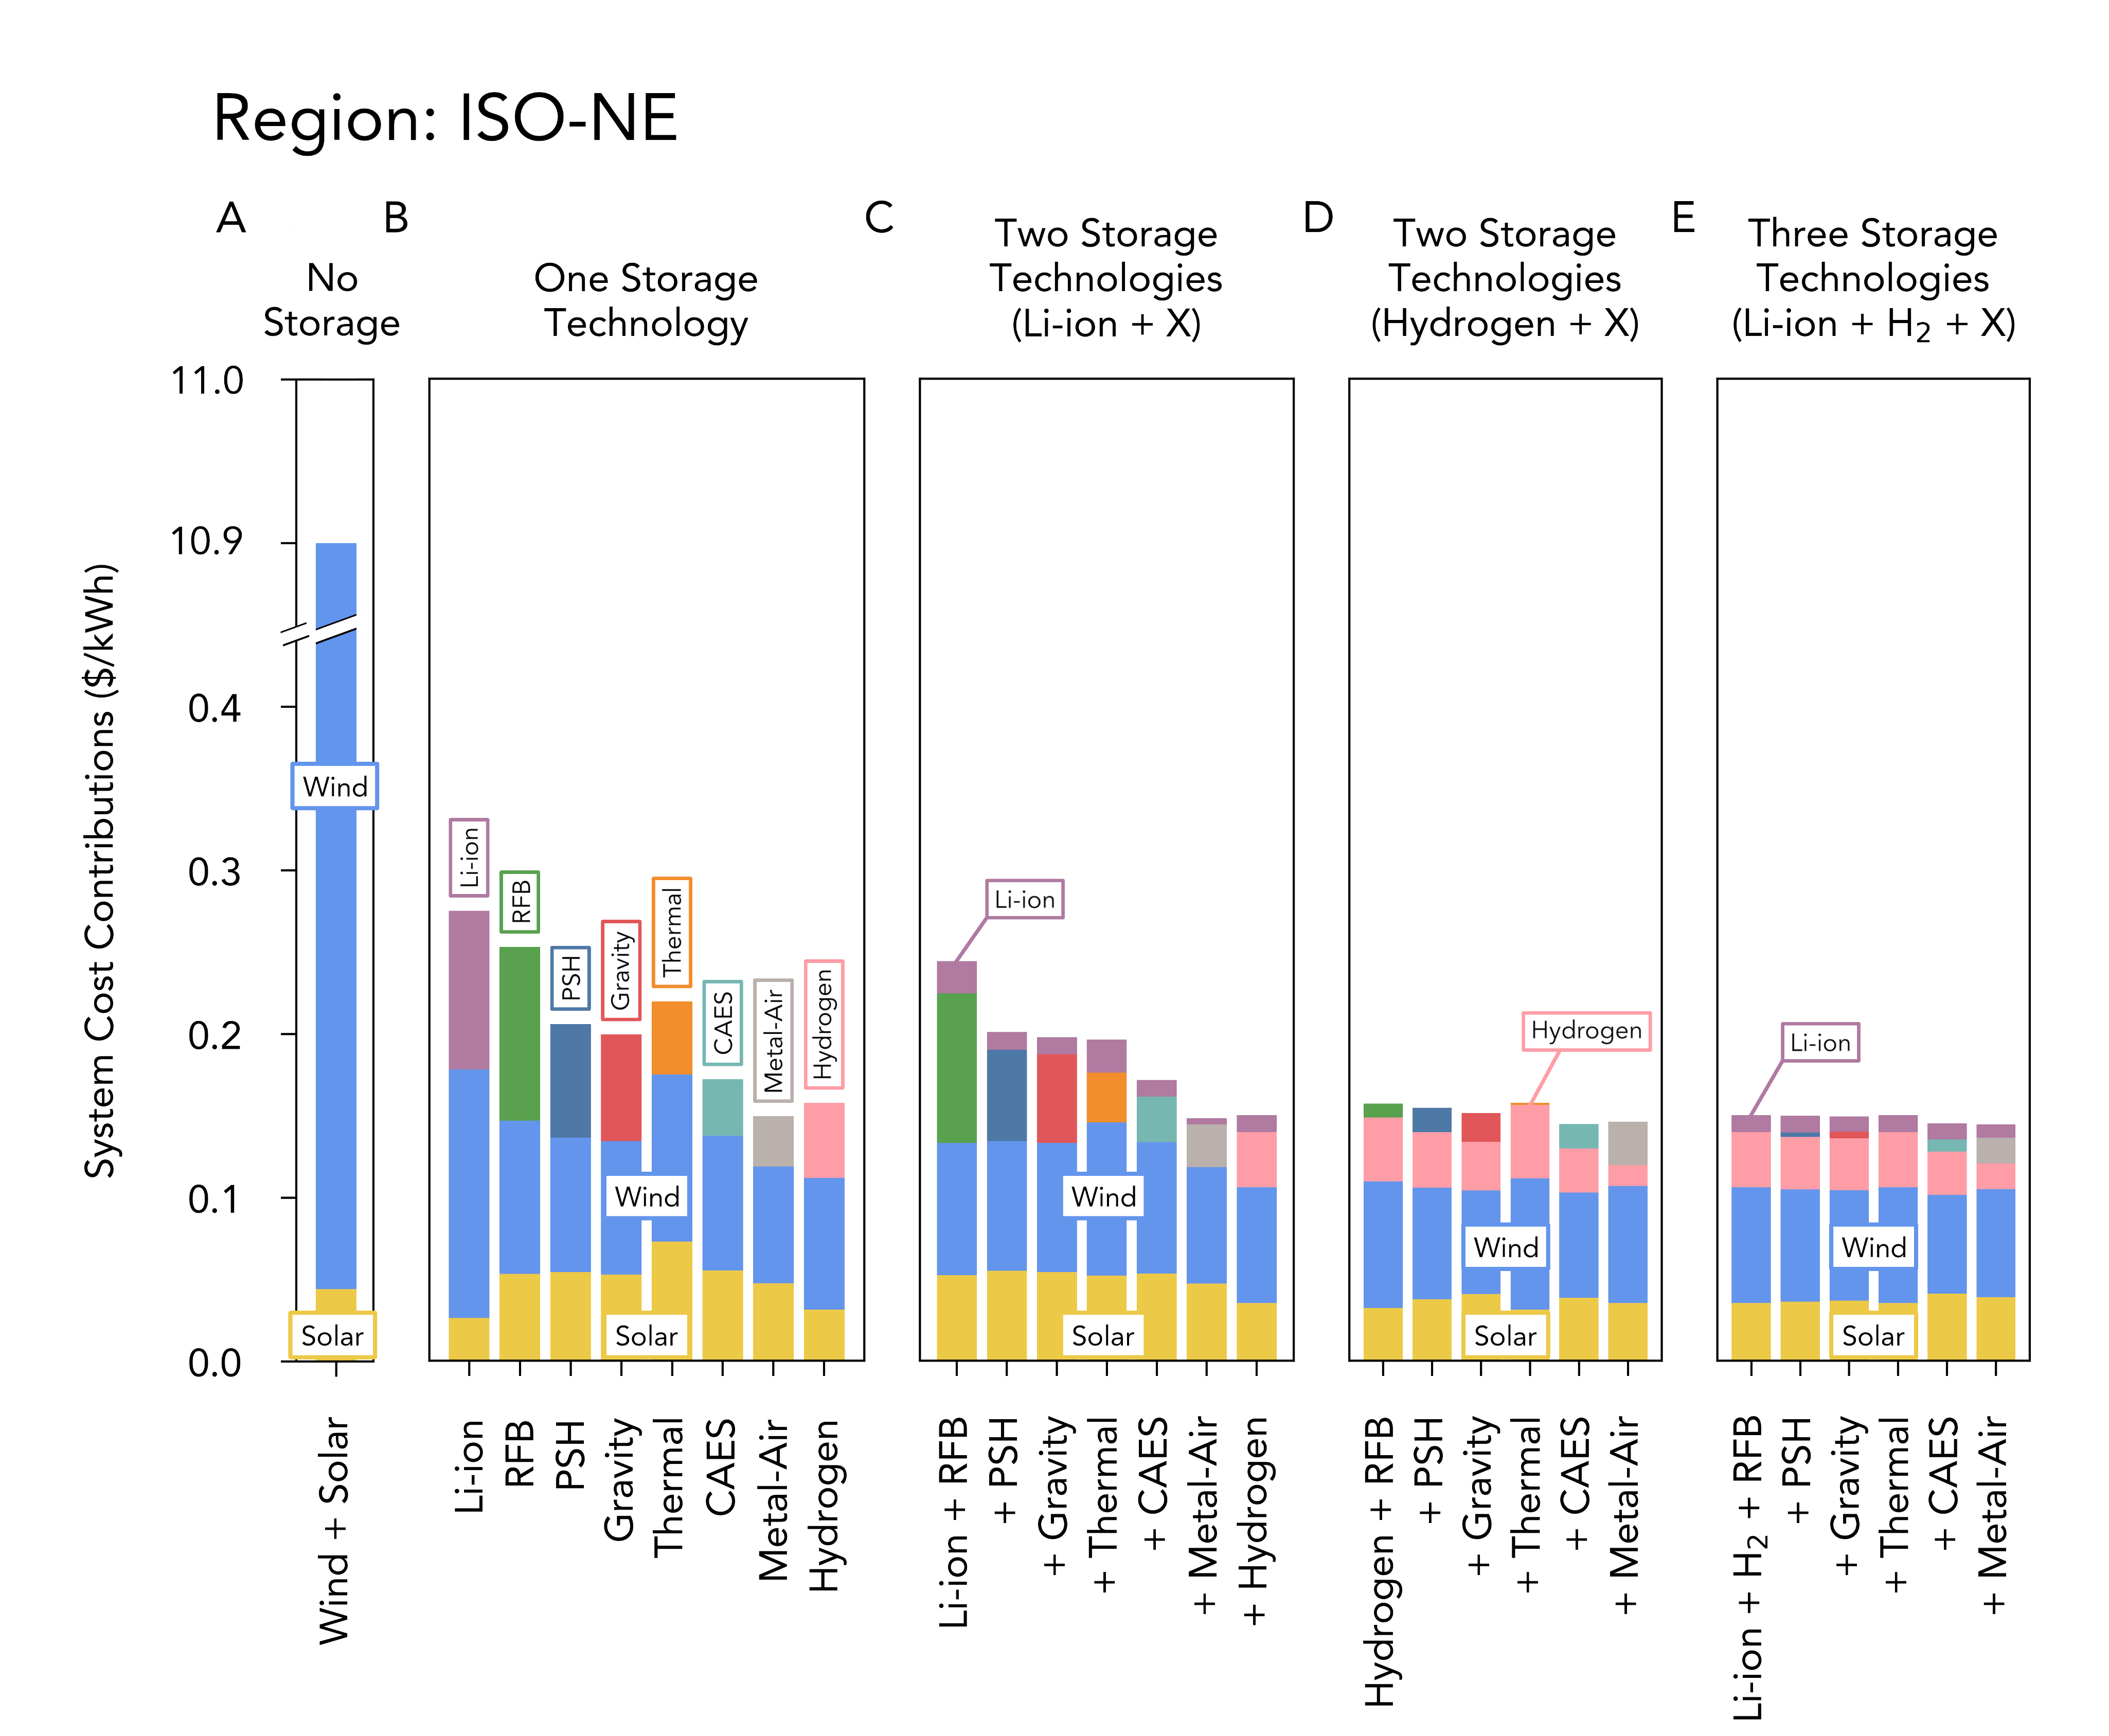 Region: ISO-NE
A
No
Storage
B
One Storage
Technology
C
Two Storage
Technologies
(Li-ion + X)
D
Two Storage
Technologies
(Hydrogen + X)
E
Three Storage
Technologies
(Li-ion + H₂ + X)
System Cost Contributions ($/kWh)
11.0
10.9
0.4
0.3
0.2
0.1
0.0
Wind
Solar
Wind + Solar
Li-ion
RFB
PSH
Gravity
Thermal
CAES
Metal-Air
Hydrogen
Wind
Solar
Li-ion
RFB
PSH
Gravity
Thermal
CAES
Metal-Air
Hydrogen
Li-ion
Wind
Solar
Li-ion + RFB
+ PSH
+ Gravity
+ Thermal
+ CAES
+ Metal-Air
+ Hydrogen
Hydrogen
Wind
Solar
Hydrogen + RFB
+ PSH
+ Gravity
+ Thermal
+ CAES
+ Metal-Air
Li-ion
Wind
Solar
Li-ion + H₂ + RFB
+ PSH
+ Gravity
+ Thermal
+ CAES
+ Metal-Air